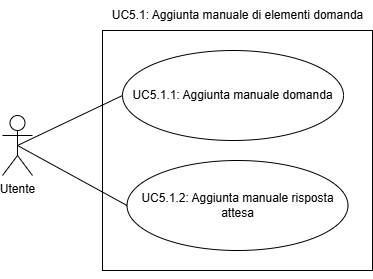 UC5.1: Aggiunta manuale di elementi domanda
UC5.1.1: Aggiunta manuale domanda
Utente
UC5.1.2: Aggiunta manuale risposta
attesa